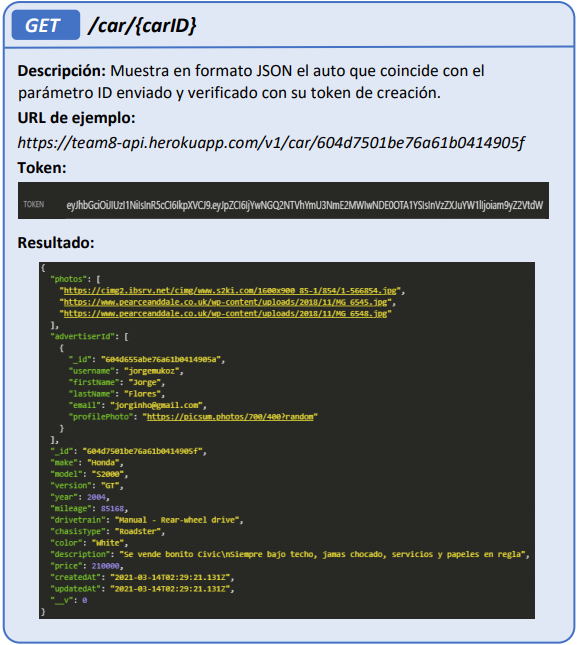 GET /car/{carID}
Descripción: Muestra en formato JSON el auto que coincide con el
parámetro ID enviado y verificado con su token de creación.
URL de ejemplo:
https://team8-api.herokuapp.com/v1/car/604d7501be76a61b0414905f
Token:
TOKEN
Resultado:
{
"photos": [
"https://cimg2.ibsrv.net/cimg/www.s2ki.com/1600x900_85-1/854/1-566854.jpg",
"https://www.pearceanddale.co.uk/wp-content/uploads/2018/11/MG_6545.jpg",
"https://www.pearceanddale.co.uk/wp-content/uploads/2018/11/MG_6548.jpg"
],
"advertiserId": [
{
"_id": "604d655abe76a61b0414905a",
"username": "jorgemukoz",
"firstName": "Jorge",
"lastName": "Flores",
"email": "jorginho@gmail.com",
"profilePhoto": "https://picsum.photos/700/400?random"
}
],
"_id": "604d7501be76a61b0414905f",
"make": "Honda",
"model": "S2000",
"version": "GT",
"year": 2004,
"mileage": 85168,
"drivetrain": "Manual - Rear-wheel drive",
"chasisType": "Roadster",
"color": "White",
"description": "Se vende bonito Civic\nSiempre bajo techo, jamas chocado, servicios y papeles en regla",
"price": 210000,
"createdAt": "2021-03-14T02:29:21.131Z",
"updatedAt": "2021-03-14T02:29:21.131Z",
"__v": 0
}